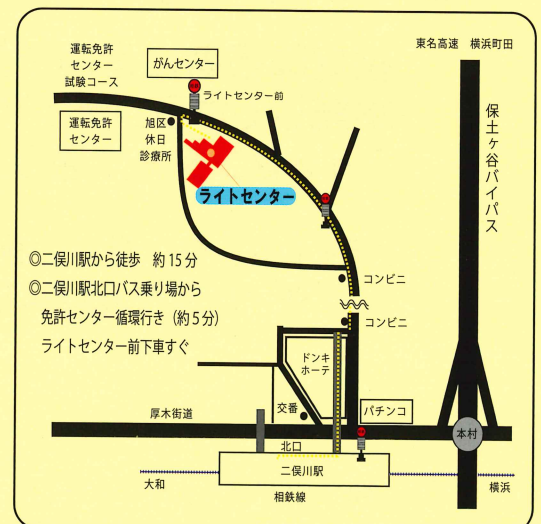 運転免許
センター
試験コース
がんセンター
東名高速 横浜町田
ライトセンター前
運転免許
センター
旭区
休日
診療所
保土ヶ谷バイパス
ライトセンター
◎二俣川駅から徒歩 約15分
◎二俣川駅北口バス乗り場から
免許センター循環行き（約5分）
ライトセンター前下車すぐ
コンビニ
コンビニ
ドンキ
ホーテ
交番
パチンコ
厚木街道
本村
北口
二俣川駅
大和
横浜
相鉄線